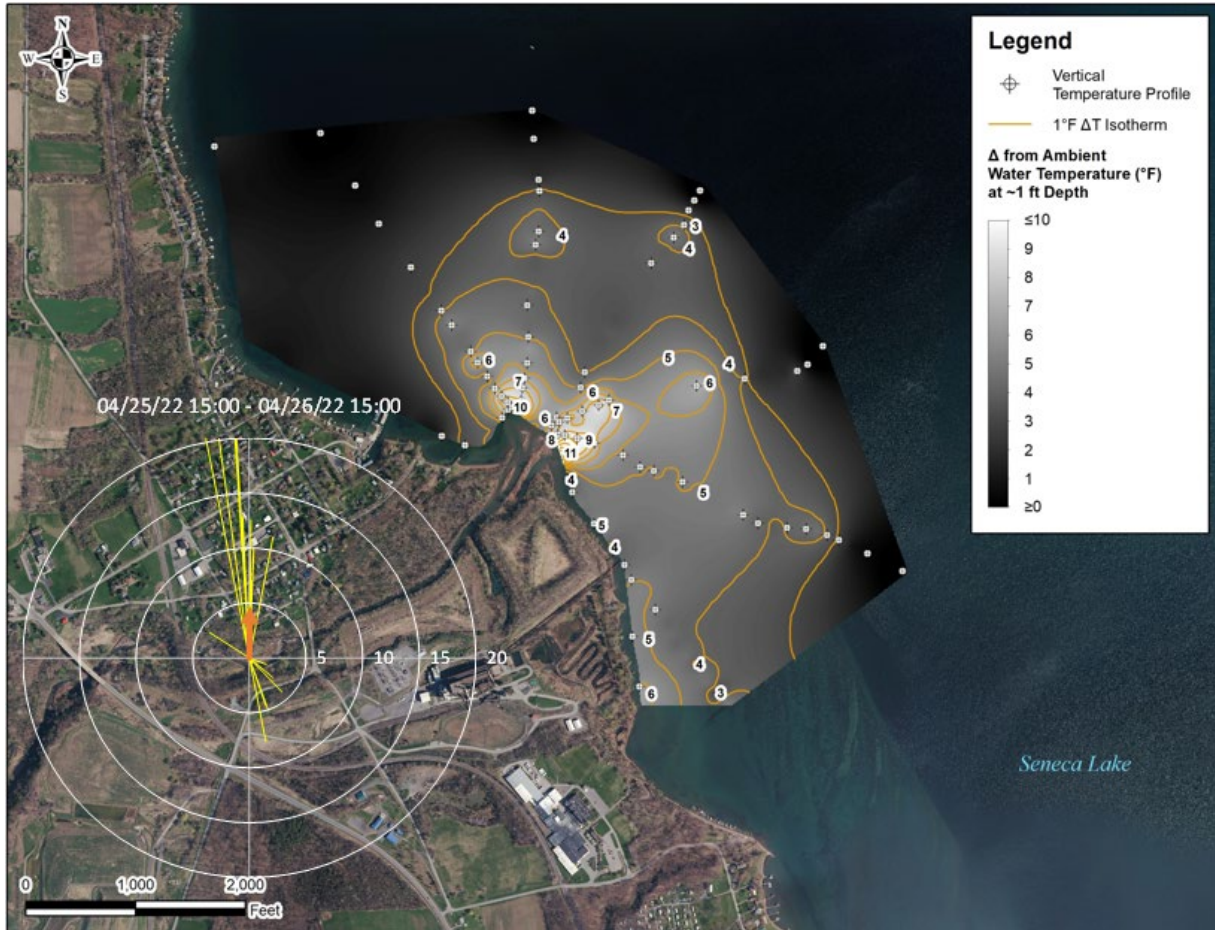 N
W E
S
Legend
Vertical
Temperature Profile
1°F ΔT Isotherm
Δ from Ambient
Water Temperature (°F)
at ~1 ft Depth
≤10
9
8
7
6
5
4
3
2
1
≥0
4
3
4
5
4
6
7
6
10
6
6
7
8
9
11
4
5
5
4
5
4
6
3
04/25/22 15:00 - 04/26/22 15:00
5 10 15 20
Seneca Lake
0 1,000 2,000
Feet